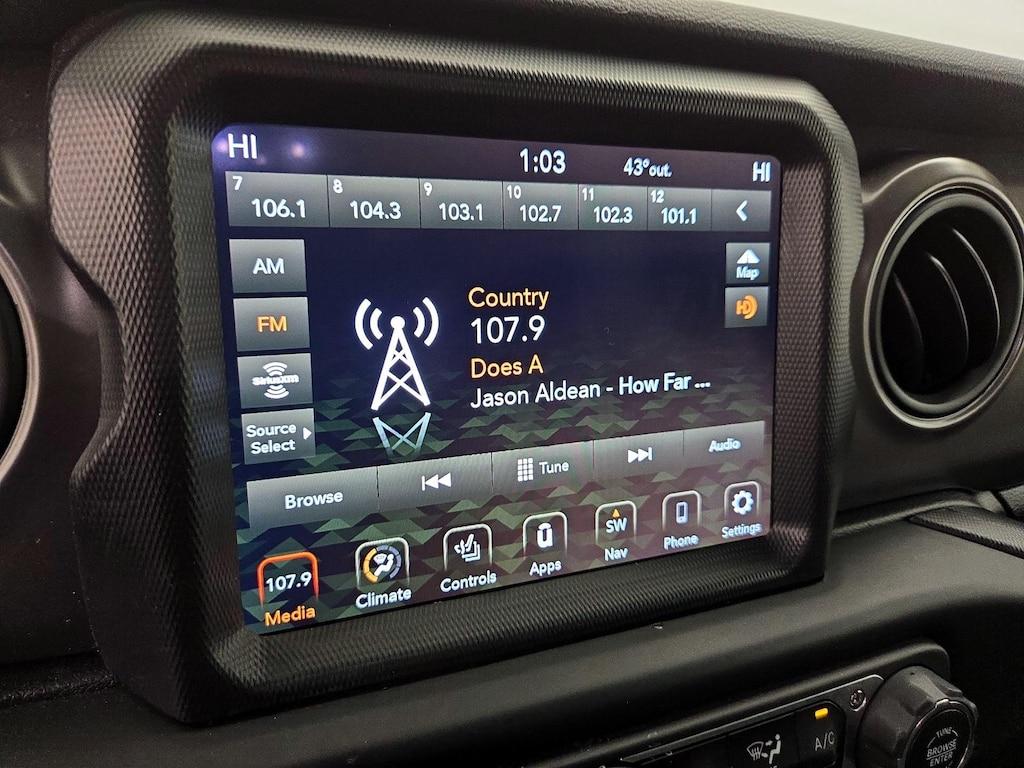 HI 1:03 43°out. HI
7 106.1 8 104.3 9 103.1 10 102.7 11 102.3 12 101.1
AM
Map
FM
HD
Country
107.9
Does A
Jason Aldean - How Far ...
SiriusXM
Source
Select
Browse Tune Audio
107.9 SW
Media Climate Controls Apps Nav Phone Settings
A/C
TUNE
BROWSE
ENTER